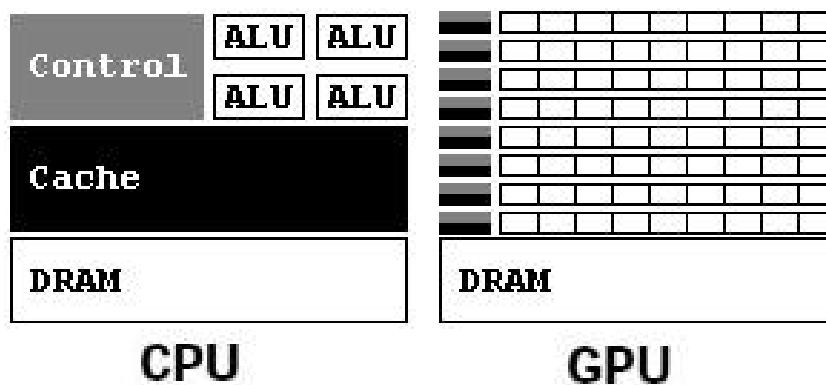 Control
ALU ALU
ALU ALU
Cache
DRAM
CPU
DRAM
GPU